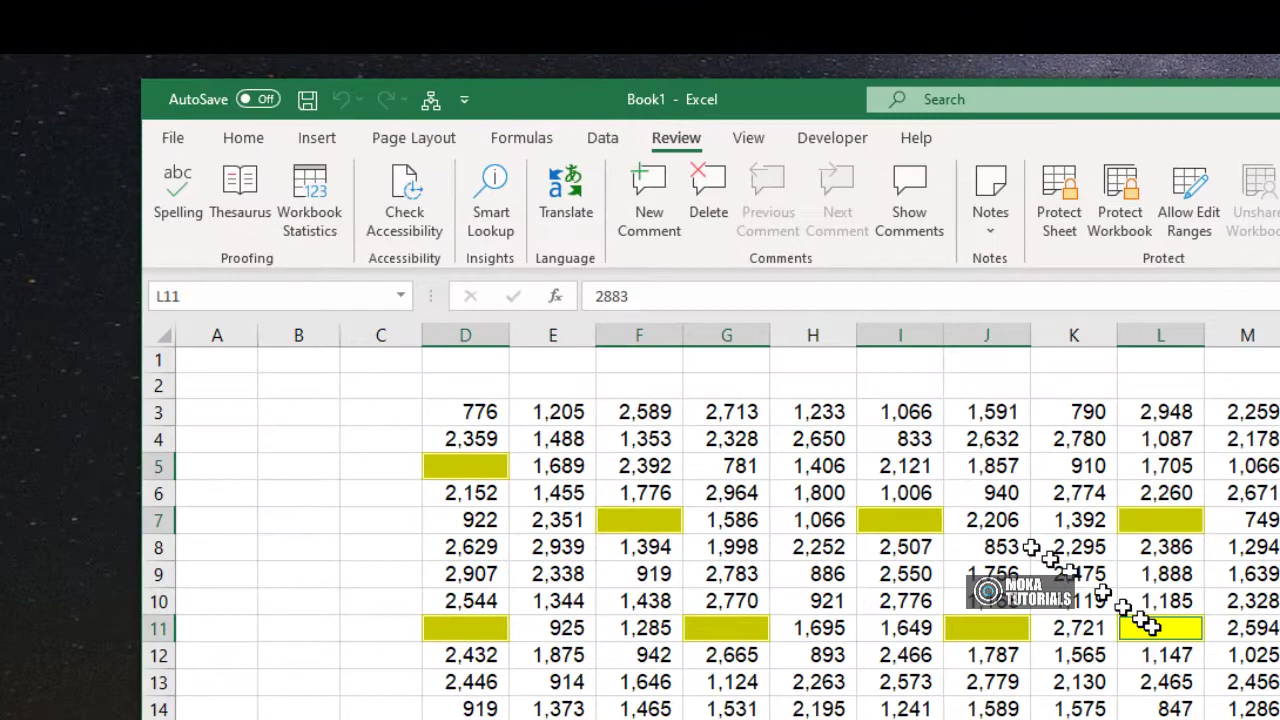 AutoSave Off Book1 - Excel Search
File Home Insert Page Layout Formulas Data Review View Developer Help
abc
Spelling
Thesaurus
123
Workbook
Statistics
Check
Accessibility
Smart
Lookup
Translate
New
Comment
Delete
Previous
Comment
Next
Comment
Show
Comments
Notes
Protect
Sheet
Protect
Workbook
Allow Edit
Ranges
Proofing Accessibility Insights Language Comments Notes Protect
L11 fx 2883
A B C D E F G H I J K L M
1
2
3 776 1,205 2,589 2,713 1,233 1,066 1,591 790 2,948 2,259
4 2,359 1,488 1,353 2,328 2,650 833 2,632 2,780 1,087 2,178
5 1,689 2,392 781 1,406 2,121 1,857 910 1,705 1,066
6 2,152 1,455 1,776 2,964 1,800 1,006 940 2,774 2,260 2,671
7 922 2,351 1,586 1,066 2,206 1,392 749
8 2,629 2,939 1,394 1,998 2,252 2,507 853 2,295 2,386 1,294
9 2,907 2,338 919 2,783 886 2,550 1,888 1,639
10 2,544 1,344 1,438 2,770 921 2,776 1,185 2,328
MOKA
TUTORIALS
11 925 1,285 1,695 1,649 2,721 2,594
12 2,432 1,875 942 2,665 893 2,466 1,787 1,565 1,147 1,025
13 2,446 914 1,646 1,124 2,263 2,573 2,779 2,130 2,465 2,456
14 919 1,373 1,465 1,531 2,195 1,241 1,589 1,575 847 1,286